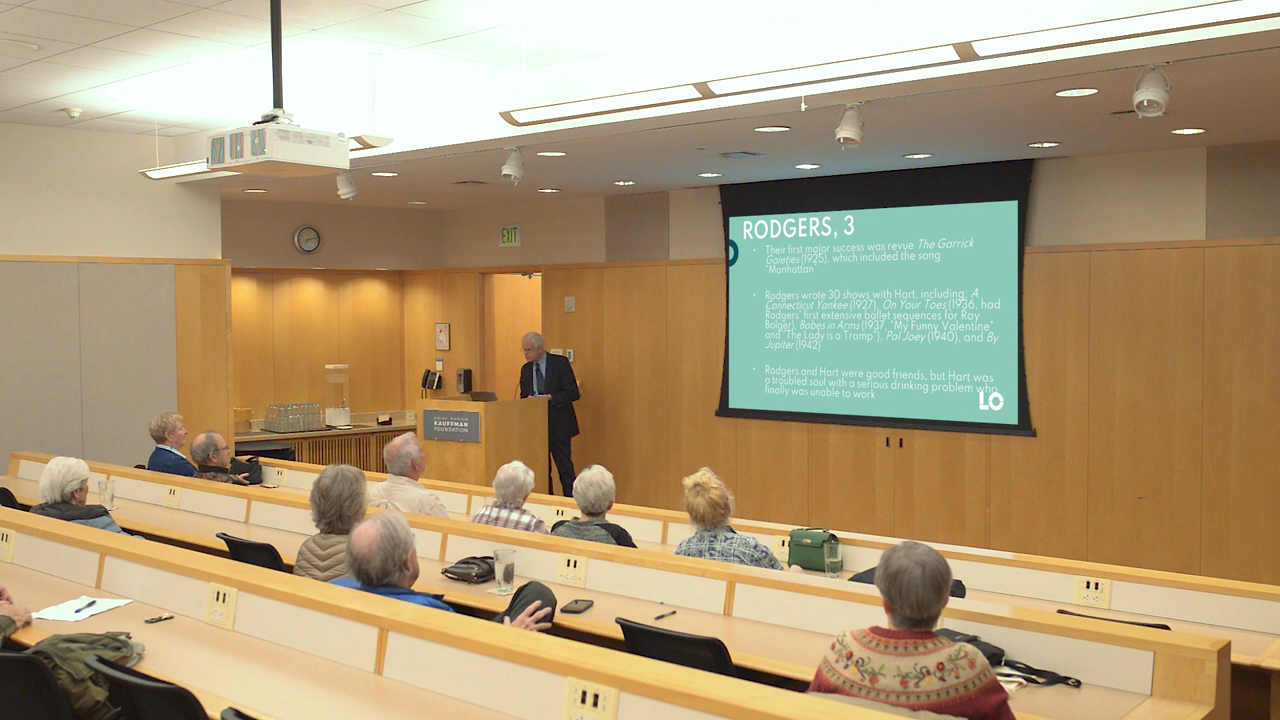 EXIT
RODGERS, 3
• Their first major success was revue The Garrick
Gaieties (1925), which included the song
"Manhattan"
• Rodgers wrote 30 shows with Hart, including: A
Connecticut Yankee (1927), On Your Toes (1936, had
Rodgers' first extensive ballet sequences for Ray
Bolger), Babes in Arms (1937, "My Funny Valentine"
and "The Lady is a Tramp"), Pal Joey (1940), and By
Jupiter (1942)
• Rodgers and Hart were good friends, but Hart was
a troubled soul with a serious drinking problem who
finally was unable to work
LO
EWING MARION
KAUFFMAN
FOUNDATION